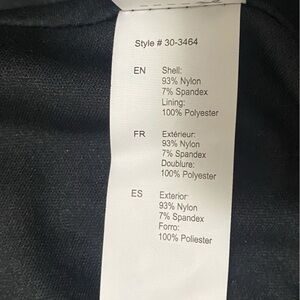 Style # 30-3464
EN Shell:
93% Nylon
7% Spandex
Lining:
100% Polyester
FR Extérieur:
93% Nylon
7% Spandex
Doublure:
100% Polyester
ES Exterior
93% Nylon
7% Spandex
Forro:
100% Poliester